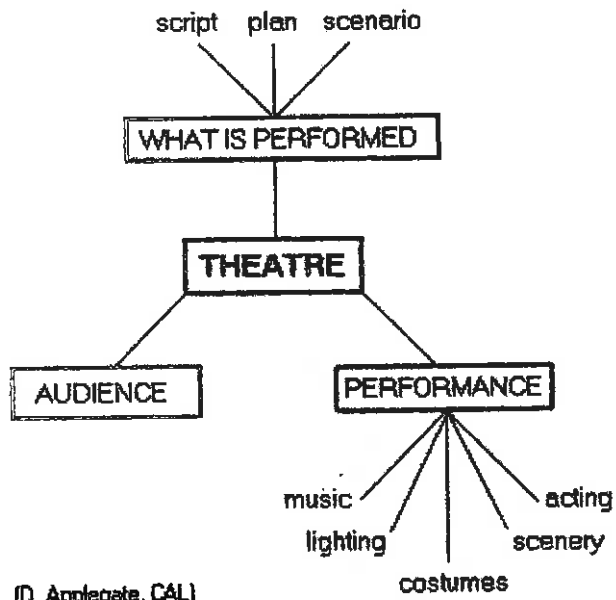 script plan scenario
WHAT IS PERFORMED
THEATRE
AUDIENCE PERFORMANCE
music acting
lighting scenery
costumes
(D. Applegate, CAL)